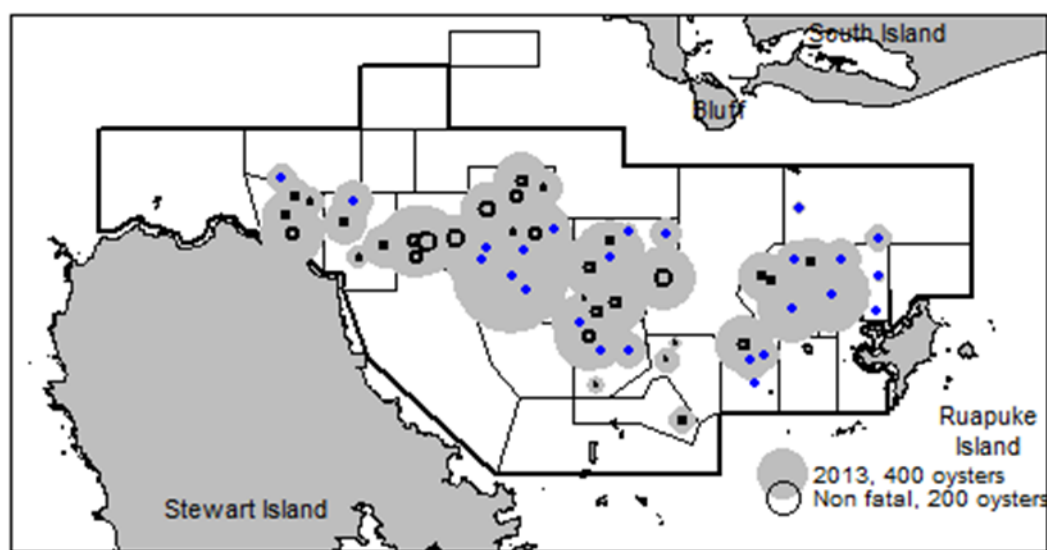 South Island
Bluff
Ruapuke
Island
2013, 400 oysters
Non fatal, 200 oysters
Stewart Island